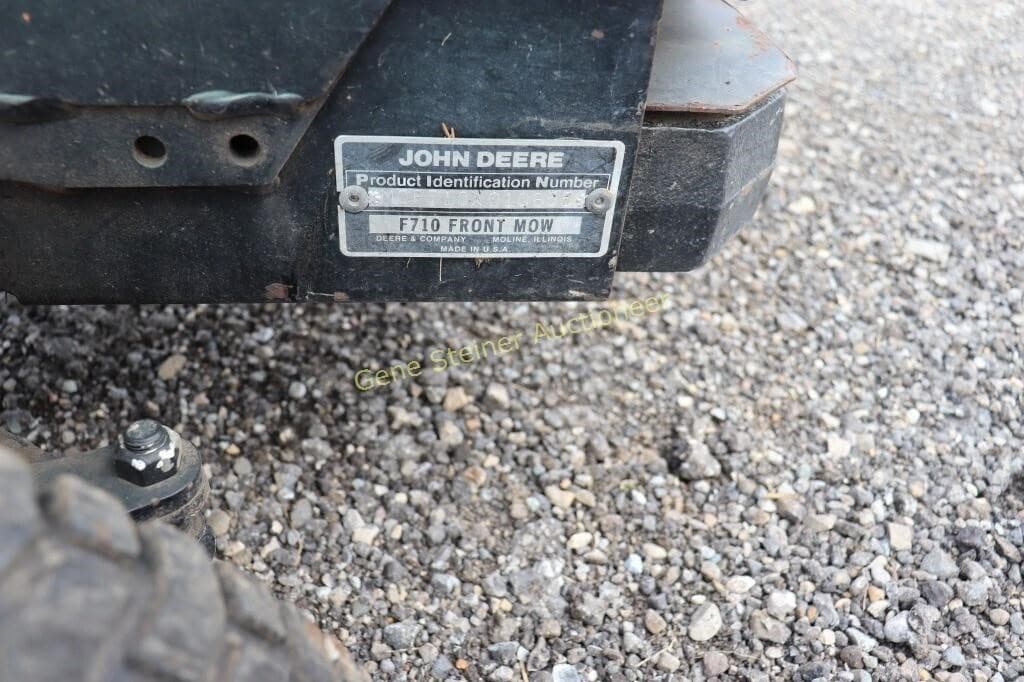 JOHN DEERE
Product Identification Number
F710 FRONT MOW
DEERE & COMPANY MOLINE, ILLINOIS
MADE IN U.S.A
Gene Steiner Auctioneer